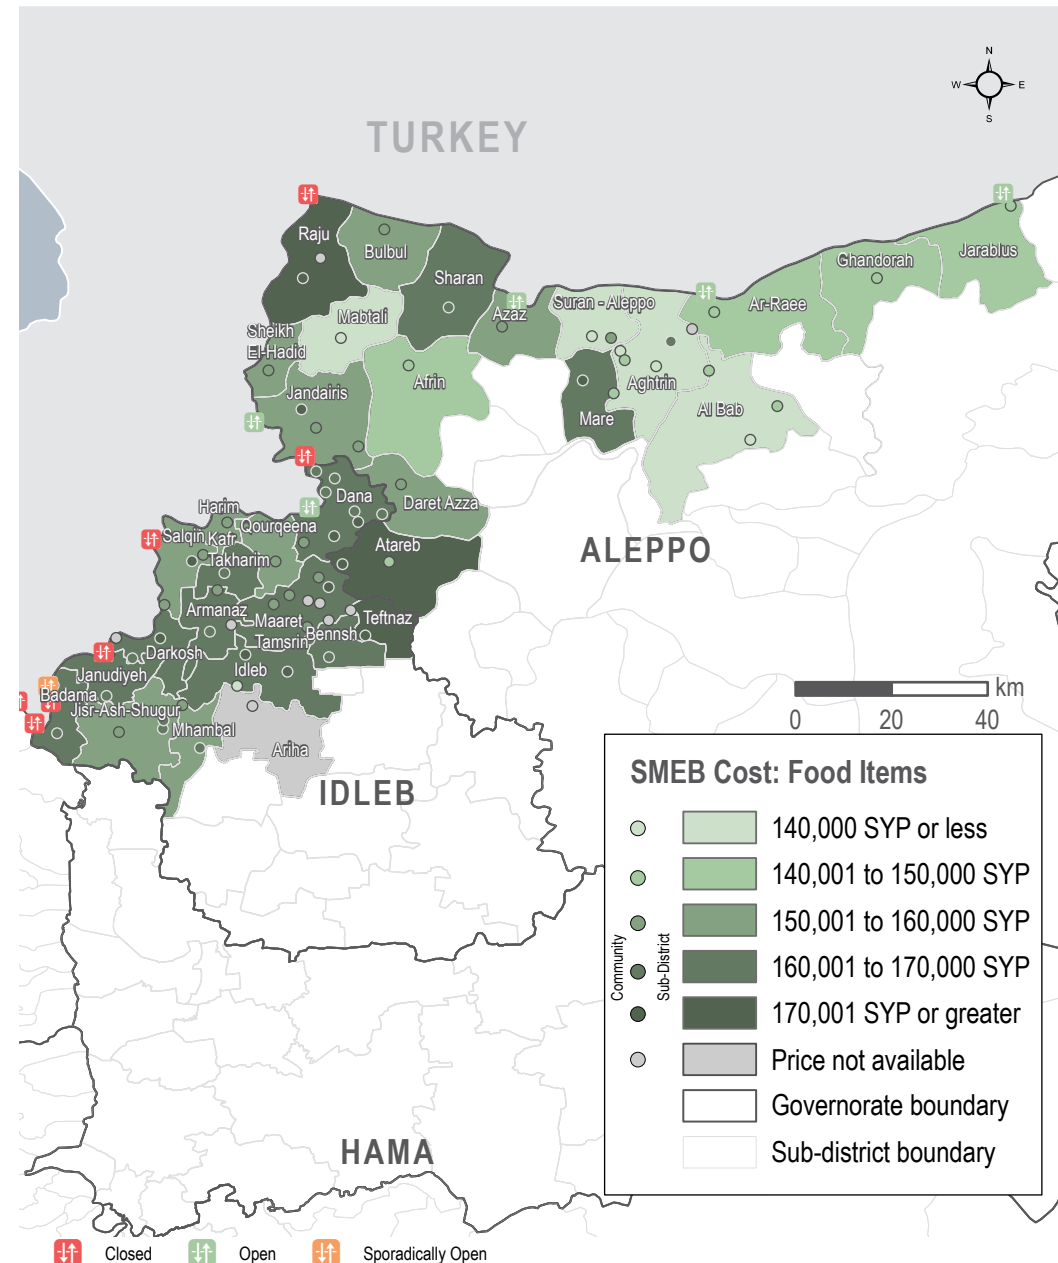 N
W E
S
TURKEY
Raju
Bulbul
Sharan
Ghandorah
Jarablus
Ar-Raee
Suran - Aleppo
Azaz
Mabtali
Sheikh
El-Hadid
Afrin
Aghtrin
Jandairis
Al Bab
Mare
Dana
Daret Azza
Harim
Qourqeena
Salqin
Kafr
Takharim
Atareb
ALEPPO
Armanaz
Maaret
Tamsrin
Teftnaz
Bennsh
Darkosh
Idleb
Janudiyeh
Badama
Jisr-Ash-Shugur
Mhambal
Ariha
IDLEB
HAMA
km
0 20 40
SMEB Cost: Food Items
Community
Sub-District
140,000 SYP or less
140,001 to 150,000 SYP
150,001 to 160,000 SYP
160,001 to 170,000 SYP
170,001 SYP or greater
Price not available
Governorate boundary
Sub-district boundary
Closed Open Sporadically Open